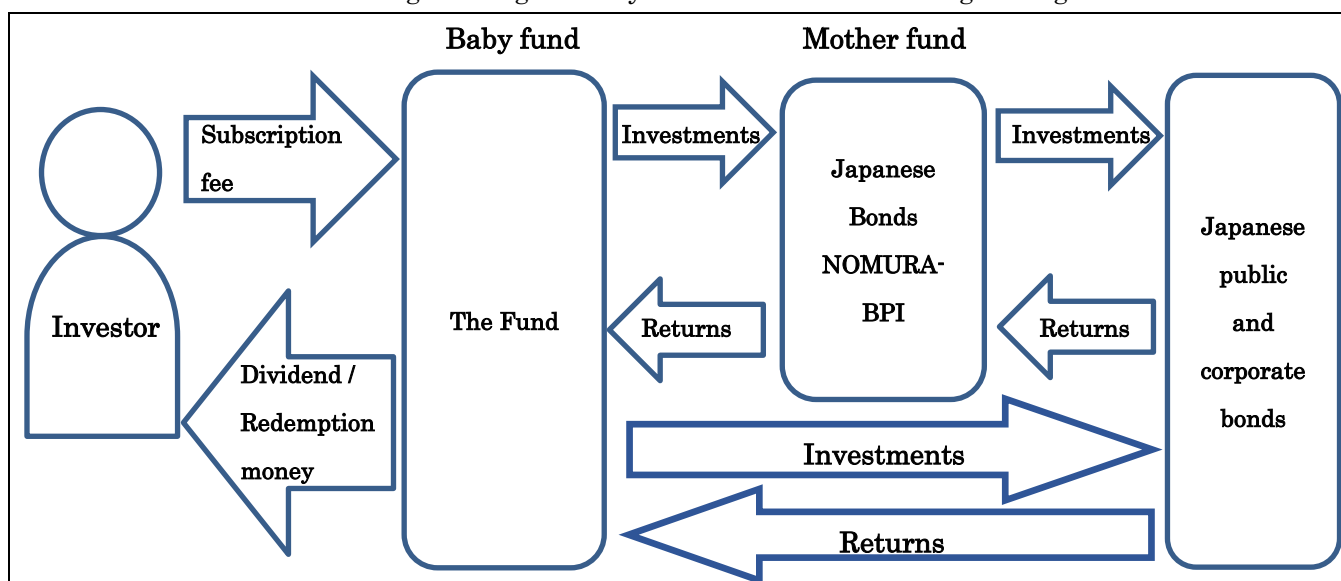 Baby fund
Mother fund
Subscription
fee
Investments
Investments
Japanese
Bonds
NOMURA-
BPI
Japanese
public
and
corporate
bonds
Investor
The Fund
Returns
Returns
Dividend /
Redemption
money
Investments
Returns